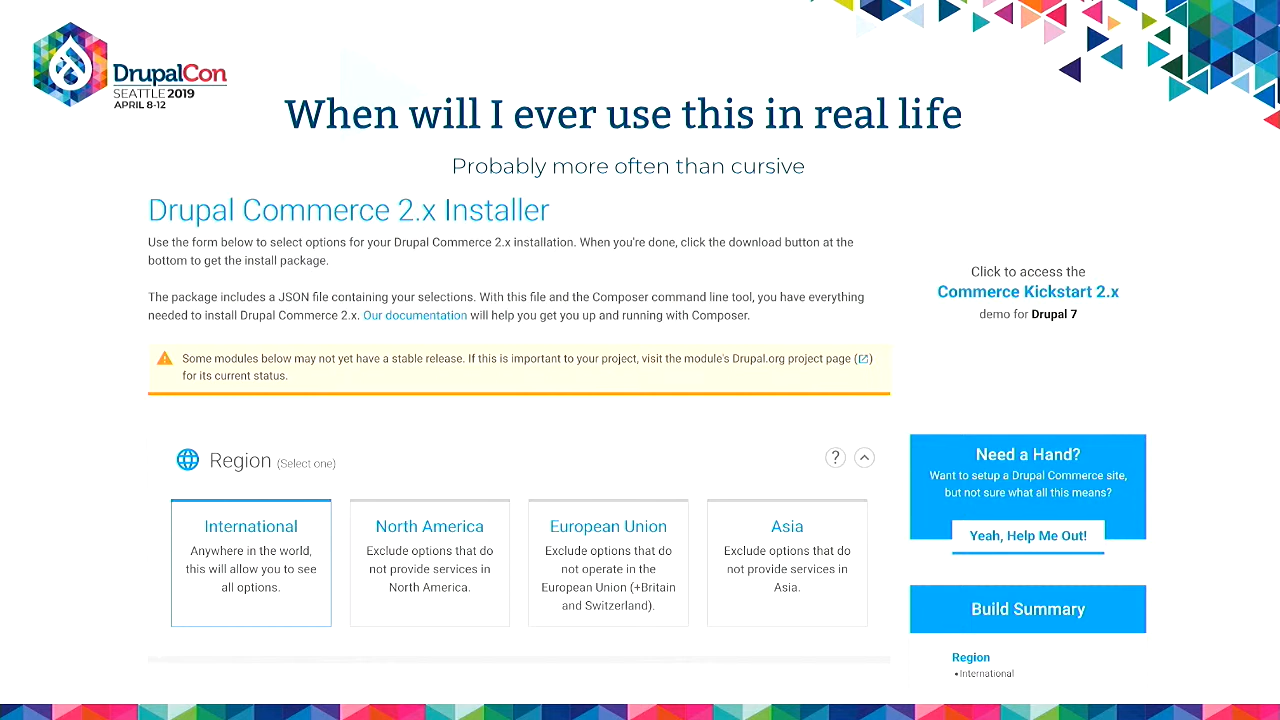 DrupalCon
SEATTLE 2019
APRIL 8-12
When will I ever use this in real life
Probably more often than cursive
Drupal Commerce 2.x Installer
Use the form below to select options for your Drupal Commerce 2.x installation. When you're done, click the download button at the
bottom to get the install package.
The package includes a JSON file containing your selections. With this file and the Composer command line tool, you have everything
needed to install Drupal Commerce 2.x. Our documentation will help you get you up and running with Composer.
Some modules below may not yet have a stable release. If this is important to your project, visit the module's Drupal.org project page ( )
for its current status.
Click to access the
Commerce Kickstart 2.x
demo for Drupal 7
Region (Select one)
?
International
Anywhere in the world,
this will allow you to see
all options.
North America
Exclude options that do
not provide services in
North America.
European Union
Exclude options that do
not operate in the
European Union (+Britain
and Switzerland).
Asia
Exclude options that do
not provide services in
Asia.
Need a Hand?
Want to setup a Drupal Commerce site,
but not sure what all this means?
Yeah, Help Me Out!
Build Summary
Region
• International